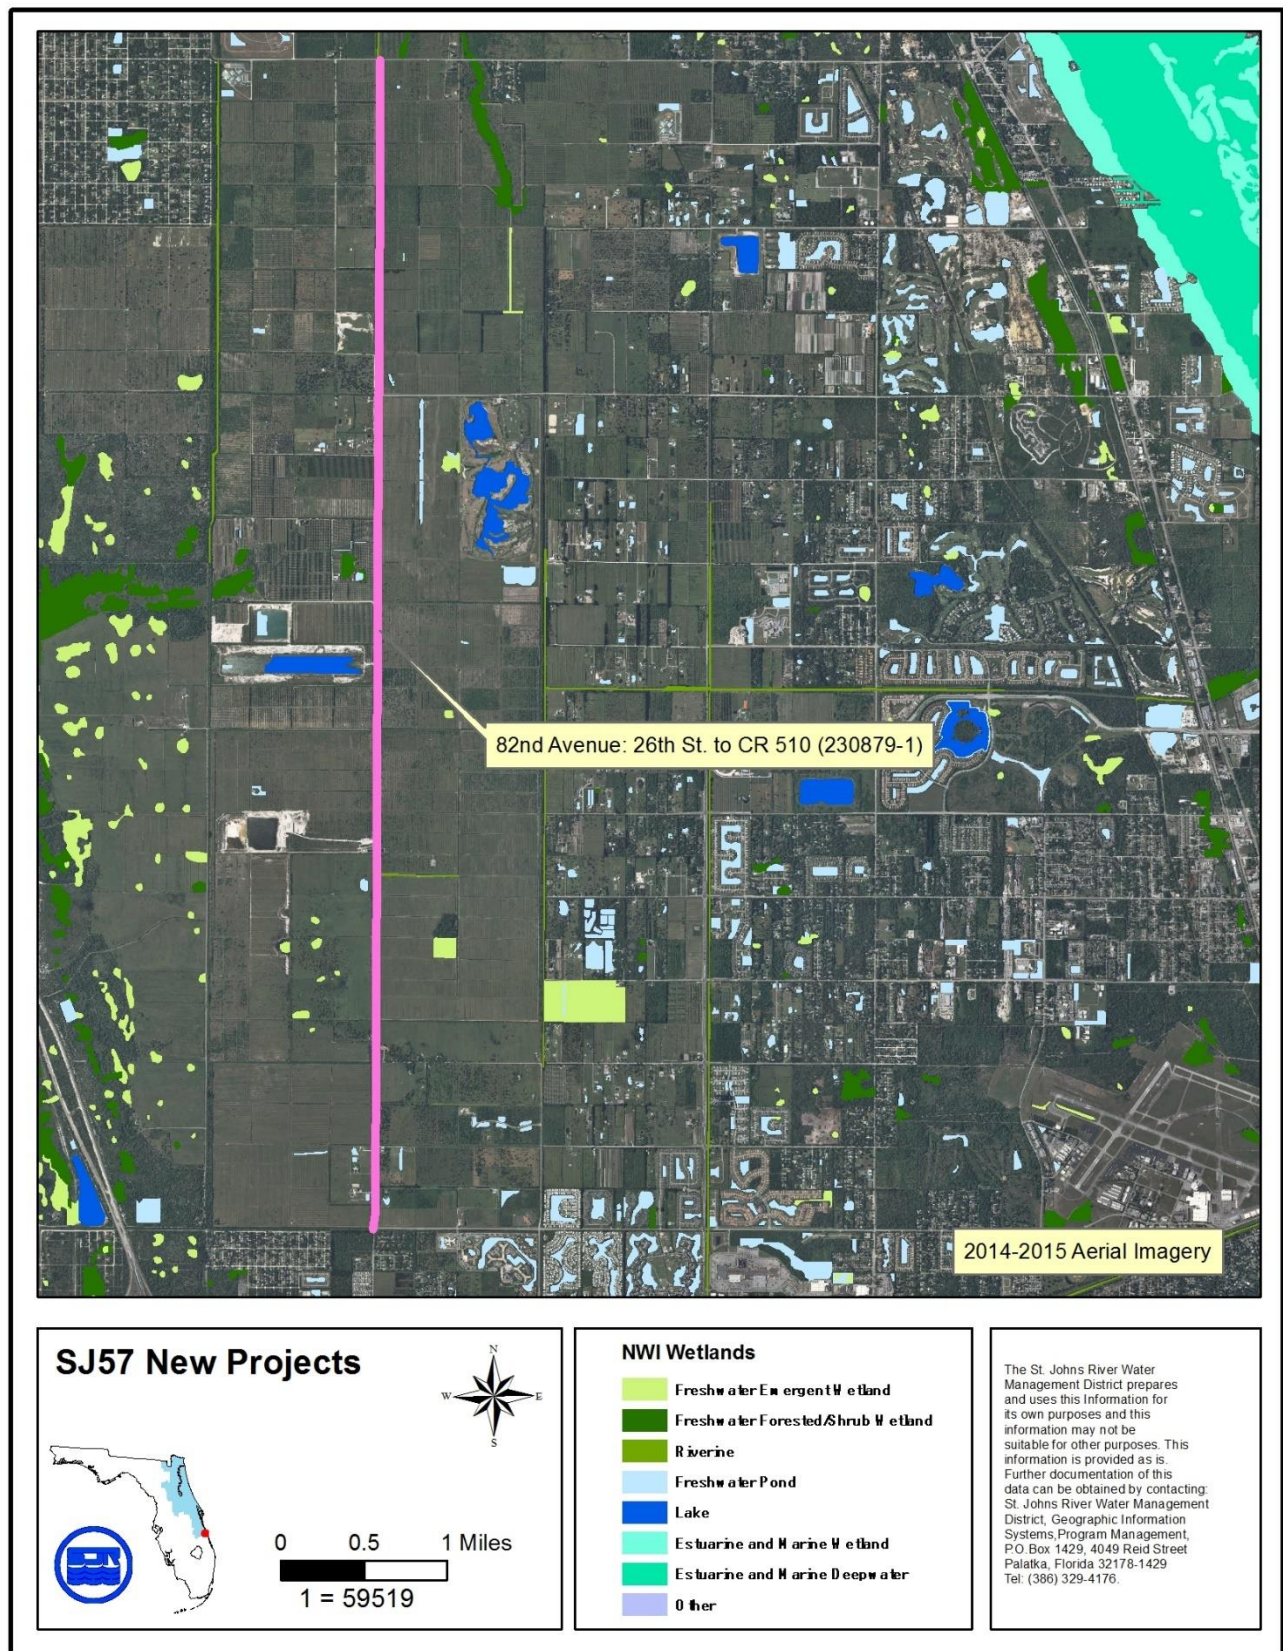 82nd Avenue: 26th St. to CR 510 (230879-1)
2014-2015 Aerial Imagery
SJ57 New Projects
N
W E
S
0 0.5 1 Miles
1 = 59519
NWI Wetlands
Freshwater Emergent Wetland
Freshwater Forested/Shrub Wetland
Riverine
Freshwater Pond
Lake
Estuarine and Marine Wetland
Estuarine and Marine Deepwater
Other
The St. Johns River Water
Management District prepares
and uses this Information for
its own purposes and this
information may not be
suitable for other purposes. This
information is provided as is.
Further documentation of this
data can be obtained by contacting:
St. Johns River Water Management
District, Geographic Information
Systems,Program Management,
P.O.Box 1429, 4049 Reid Street
Palatka, Florida 32178-1429
Tel: (386) 329-4176.